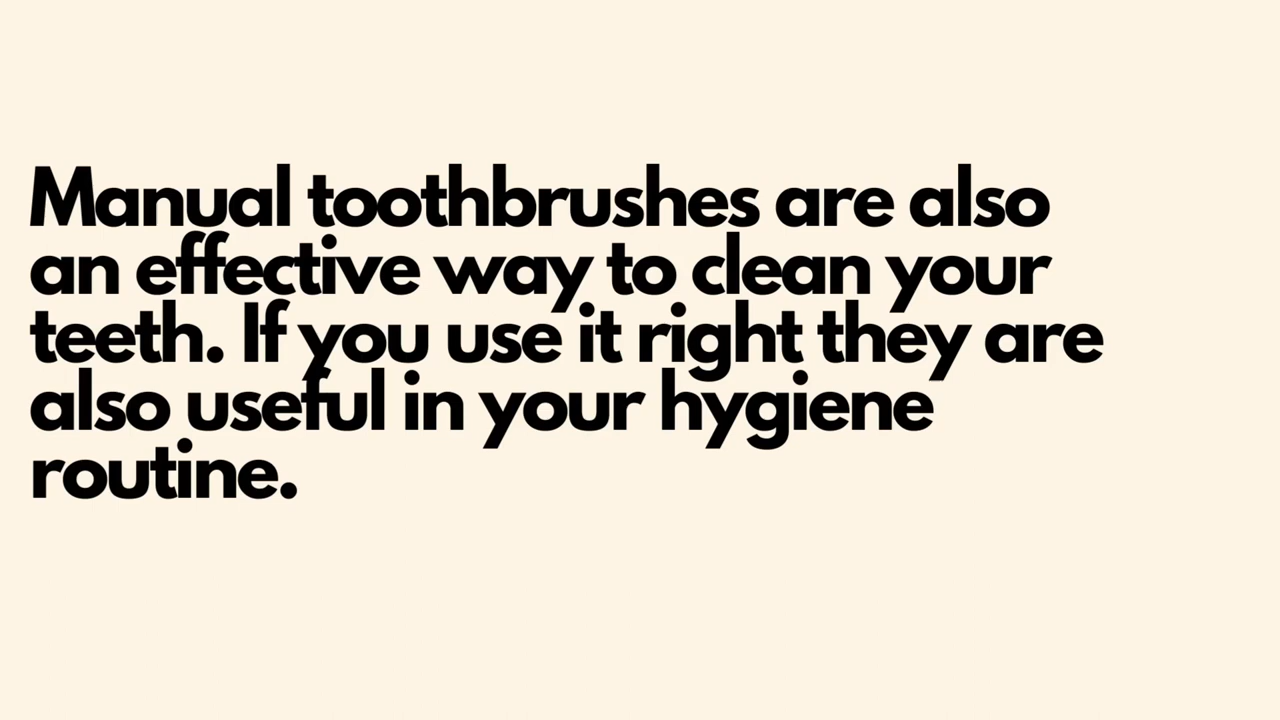 Manual toothbrushes are also
an effective way to clean your
teeth. If you use it right they are
also useful in your hygiene
routine.